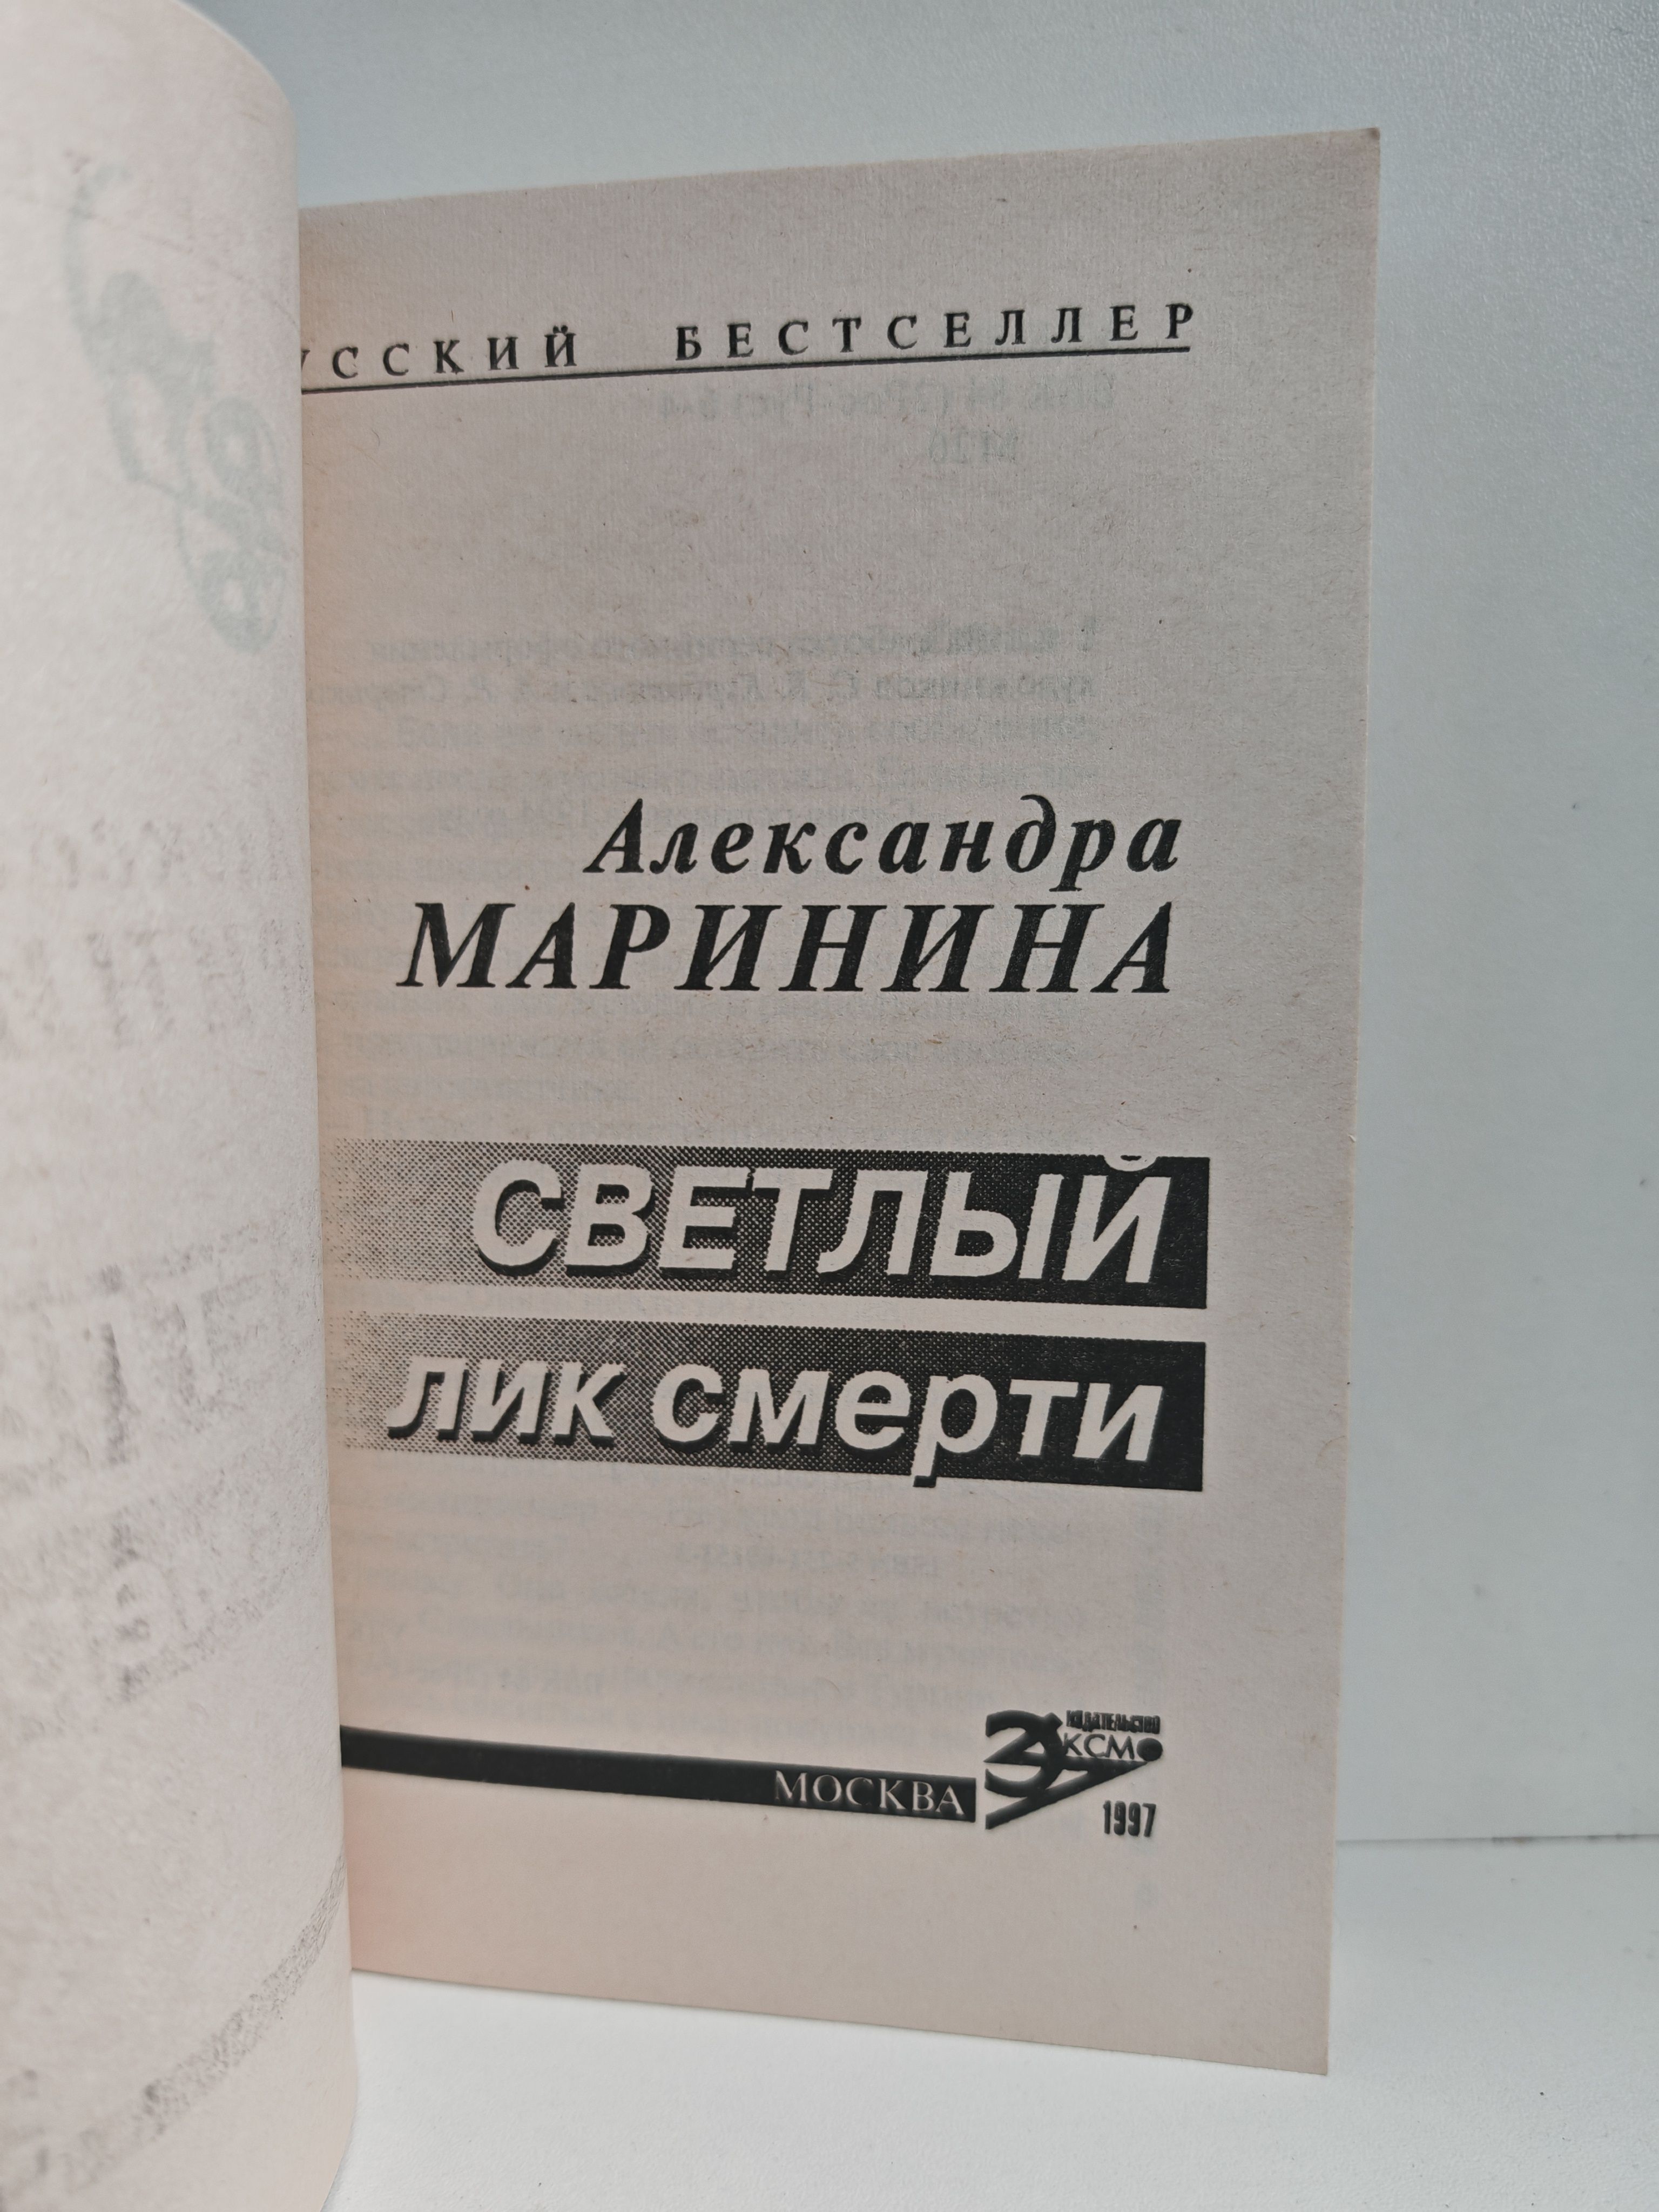 УССКИЙ БЕСТСЕЛЛЕР
Александра
МАРИНИНА
СВЕТЛЫЙ
лик смерти
ИЗДАТЕЛЬСТВО
ЭКСМО
МОСКВА
1997